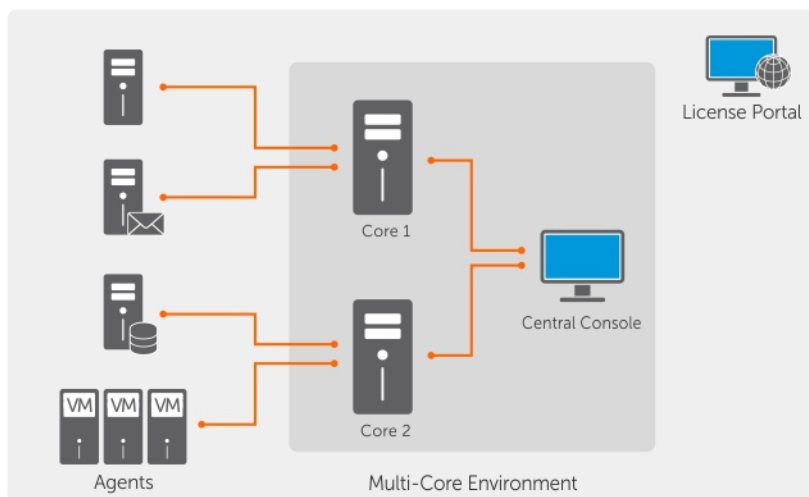 License Portal
Core 1
Central Console
VM VM VM
Core 2
Agents
Multi-Core Environment